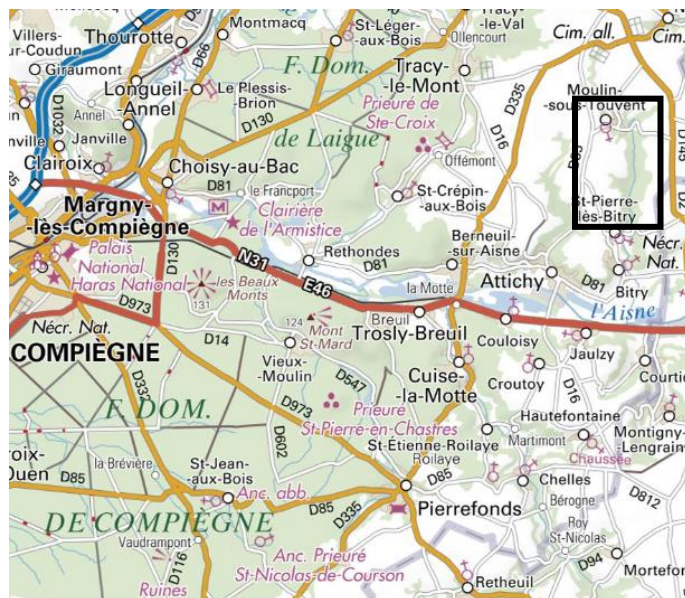 Villers-
-sur-Coudun
Thourotte
Montmacq
St-Léger-
-aux-Bois
Ollencourt
Tracy-
-le-Val
Cim. all.
Cim.
Giraumont
F. Dom.
Tracy-
-le-Mont
Moulin-
-sous-Touvent
Longueil-
-Annel
Le Plessis-
-Brion
Prieuré de
Ste-Croix
D66
D335
D1032
Annel
D130
de Laigue
D16
Janville
Offémont
D145
Clairoix
Choisy-au-Bac
D81
le Francport
St-Crépin-
-aux-Bois
St-Pierre-
-lès-Bitry
D2
Margny-
-lès-Compiègne
M
Clairière
de l'Armistice
Rethondes
Berneuil-
-sur-Aisne
Nécr.
Nat.
Palais
National
Haras National
D130
N31
E46
D81
Attichy
D81
Bitry
les Beaux
Monts
131
la Motte
l'Aisne
D973
Nécr. Nat.
124
Mont
St-Mard
Breuil
Trosly-Breuil
Couloisy
Jaulzy
COMPIÈGNE
D14
Vieux-
-Moulin
D547
Cuise-
-la-Motte
Croutoy
D16
D332
F. DOM.
D973
Prieuré
St-Pierre-en-Chastres
Hautefontaine
Montigny-
-Lengrain
D602
St-Étienne-Roilaye
Roilaye
Martimont
Chaussée
la Brévière
St-Jean-
-aux-Bois
D85
Anc. abb.
D85
Chelles
D812
DE COMPIÈGNE
D85
D335
Pierrefonds
Bérogne
Roy
St-Nicolas
Vaudrampont
D116
Anc. Prieuré
St-Nicolas-de-Courson
D94
Ruines
Retheuil